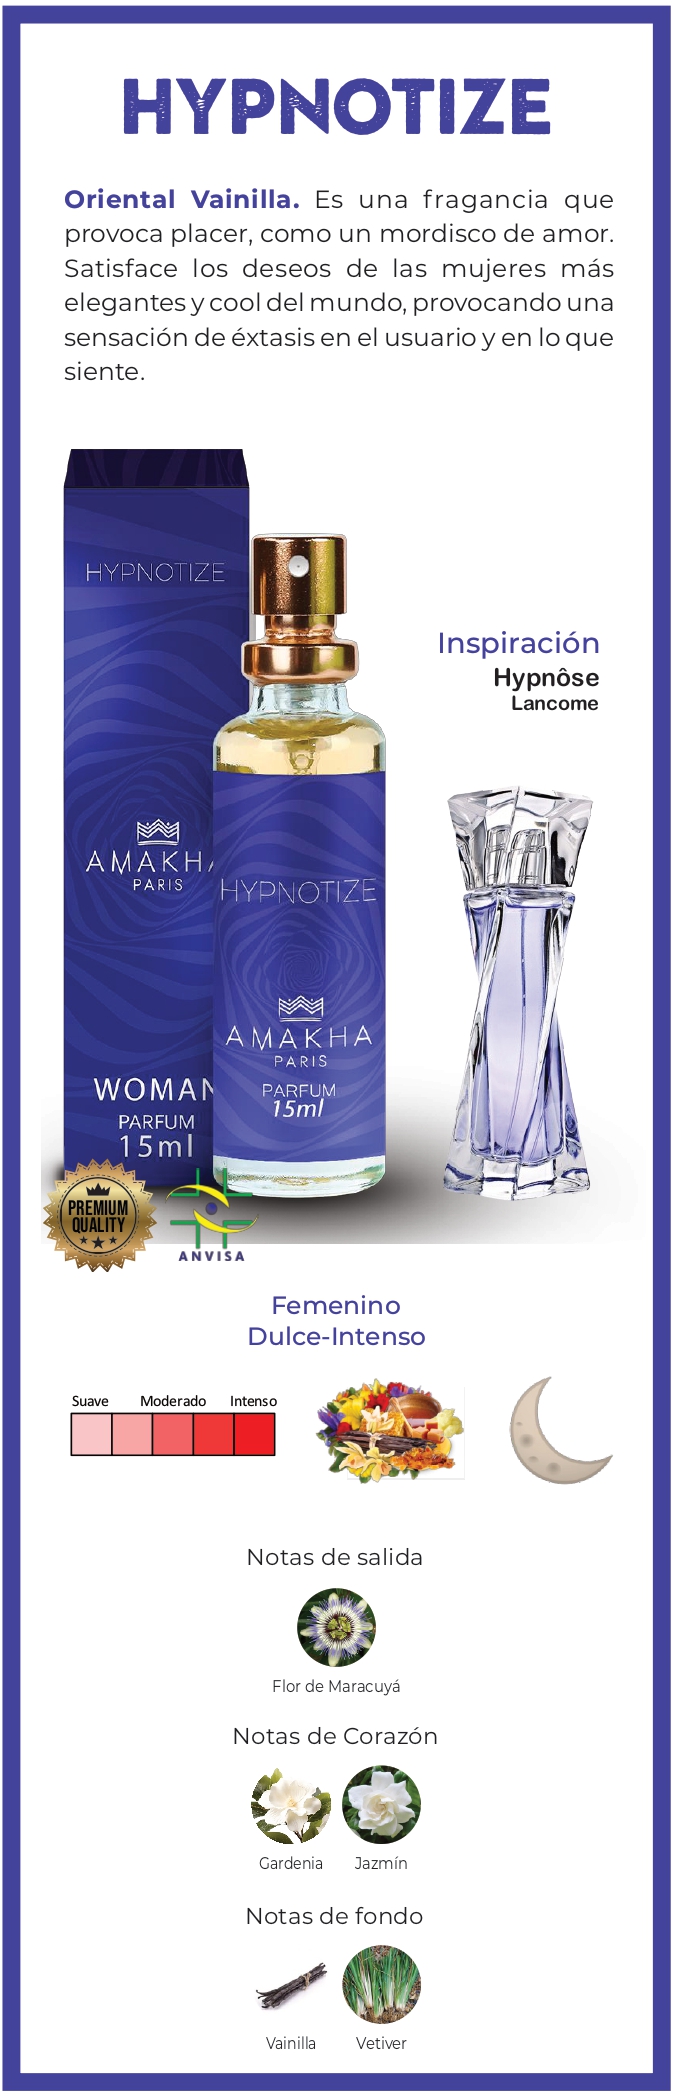 HYPNOTIZE
Oriental Vainilla. Es una fragancia que
provoca placer, como un mordisco de amor.
Satisface los deseos de las mujeres más
elegantes y cool del mundo, provocando una
sensación de éxtasis en el usuario y en lo que
siente.
HYPNOTIZE
AMAKHA
PARIS
WOMAN
PARFUM
15ml
HYPNOTIZE
AMAKHA
PARIS
PARFUM
15ml
Inspiración
Hypnôse
Lancome
PREMIUM
QUALITY
ANVISA
Femenino
Dulce-Intenso
Suave Moderado Intenso
Notas de salida
Flor de Maracuyá
Notas de Corazón
Gardenia Jazmín
Notas de fondo
Vainilla Vetiver